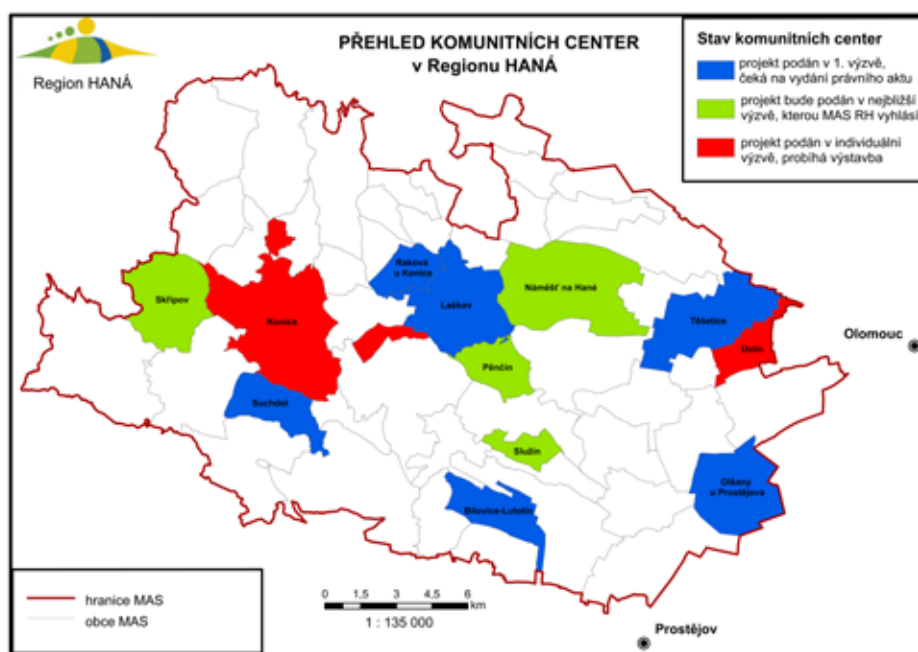 Region HANÁ
PŘEHLED KOMUNITNÍCH CENTER
v Regionu HANÁ
Stav komunitních center
projekt podán v 1. výzvě,
čeká na vydání právního aktu
projekt bude podán v nejbližší
výzvě, kterou MAS RH vyhlásí
projekt podán v individuální
výzvě, probíhá výstavba
Skřípov
Konice
Raková
u Konice
Laškov
Náměšť na Hané
Těšetice
Ústín
Olomouc
Pěnčín
Suchdol
Služín
Bílovice-Lutotín
Olšany
u Prostějova
hranice MAS
obce MAS
0 1,5 3 4,5 6
km
1 : 135 000
Prostějov